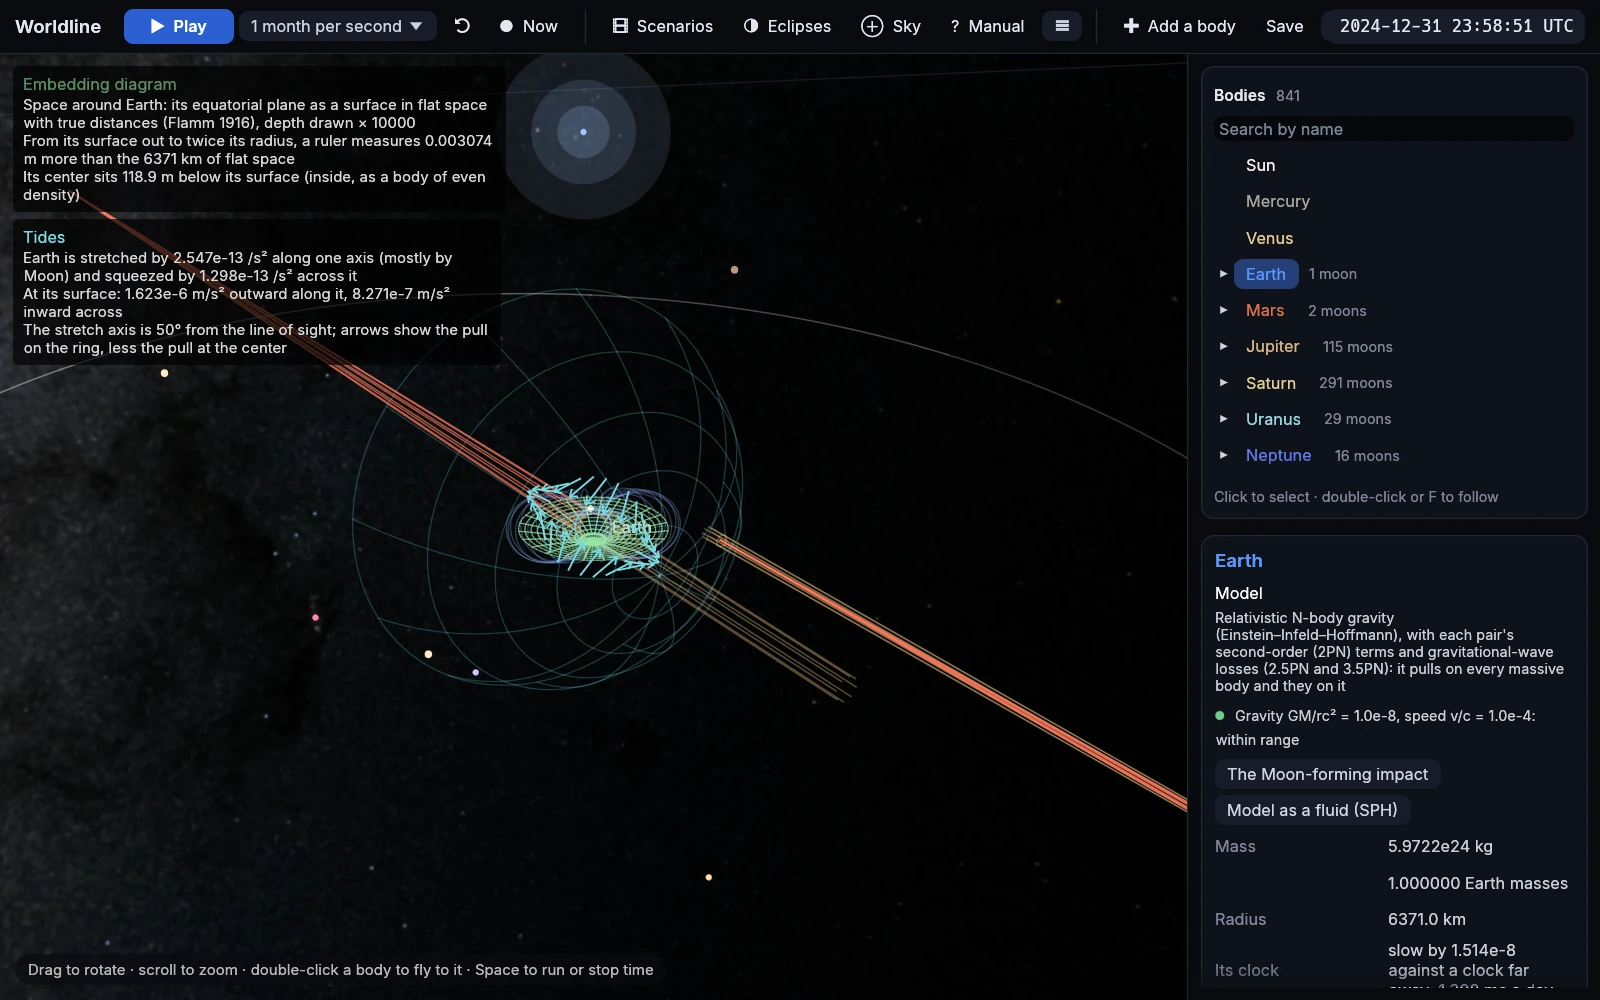 Worldline
Play
1 month per second
Now
Scenarios
Eclipses
Sky
? Manual
Add a body
Save
2024-12-31 23:58:51 UTC
Embedding diagram
Space around Earth: its equatorial plane as a surface in flat space
with true distances (Flamm 1916), depth drawn × 10000
From its surface out to twice its radius, a ruler measures 0.003074
m more than the 6371 km of flat space
Its center sits 118.9 m below its surface (inside, as a body of even
density)
Tides
Earth is stretched by 2.547e-13 /s² along one axis (mostly by
Moon) and squeezed by 1.298e-13 /s² across it
At its surface: 1.623e-6 m/s² outward along it, 8.271e-7 m/s²
inward across
The stretch axis is 50° from the line of sight; arrows show the pull
on the ring, less the pull at the center
Earth
Drag to rotate · scroll to zoom · double-click a body to fly to it · Space to run or stop time
Bodies 841
Search by name
Sun
Mercury
Venus
Earth 1 moon
Mars 2 moons
Jupiter 115 moons
Saturn 291 moons
Uranus 29 moons
Neptune 16 moons
Click to select · double-click or F to follow
Earth
Model
Relativistic N-body gravity
(Einstein–Infeld–Hoffmann), with each pair's
second-order (2PN) terms and gravitational-wave
losses (2.5PN and 3.5PN): it pulls on every massive
body and they on it
Gravity GM/rc² = 1.0e-8, speed v/c = 1.0e-4:
within range
The Moon-forming impact
Model as a fluid (SPH)
Mass 5.9722e24 kg
1.000000 Earth masses
Radius 6371.0 km
Its clock slow by 1.514e-8
against a clock far